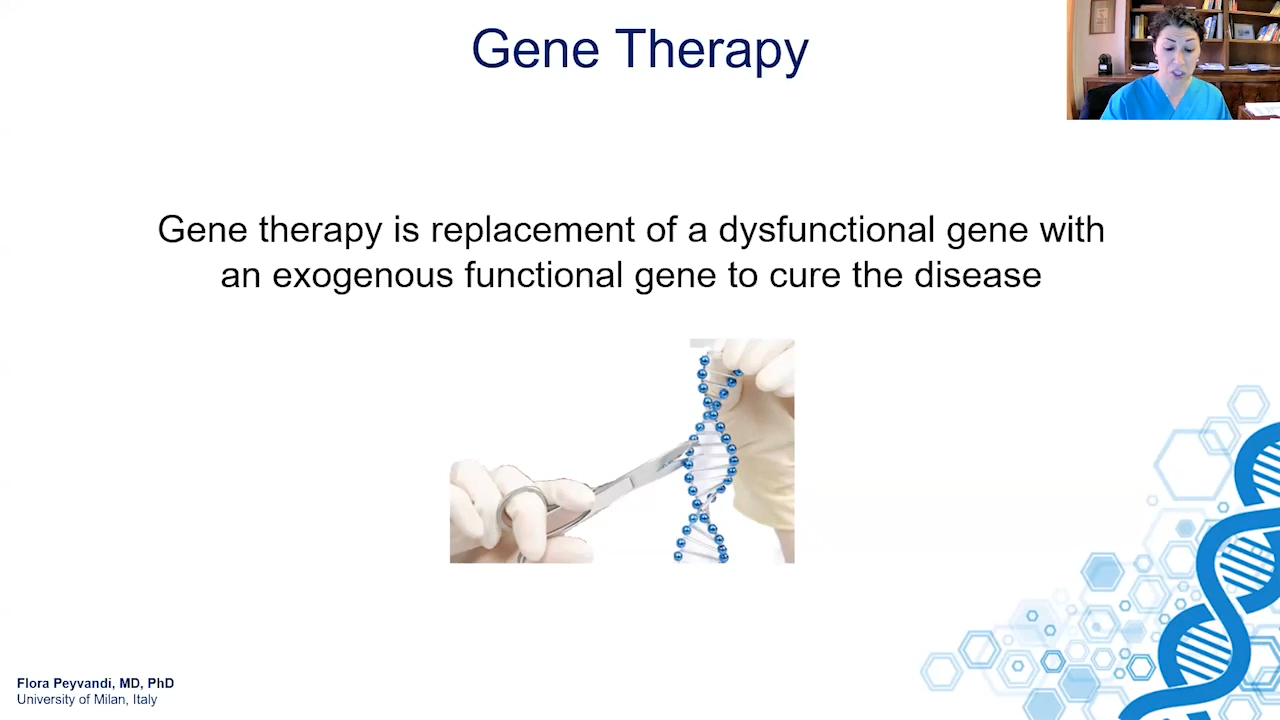 Gene Therapy
Gene therapy is replacement of a dysfunctional gene with
an exogenous functional gene to cure the disease
Flora Peyvandi, MD, PhD
University of Milan, Italy